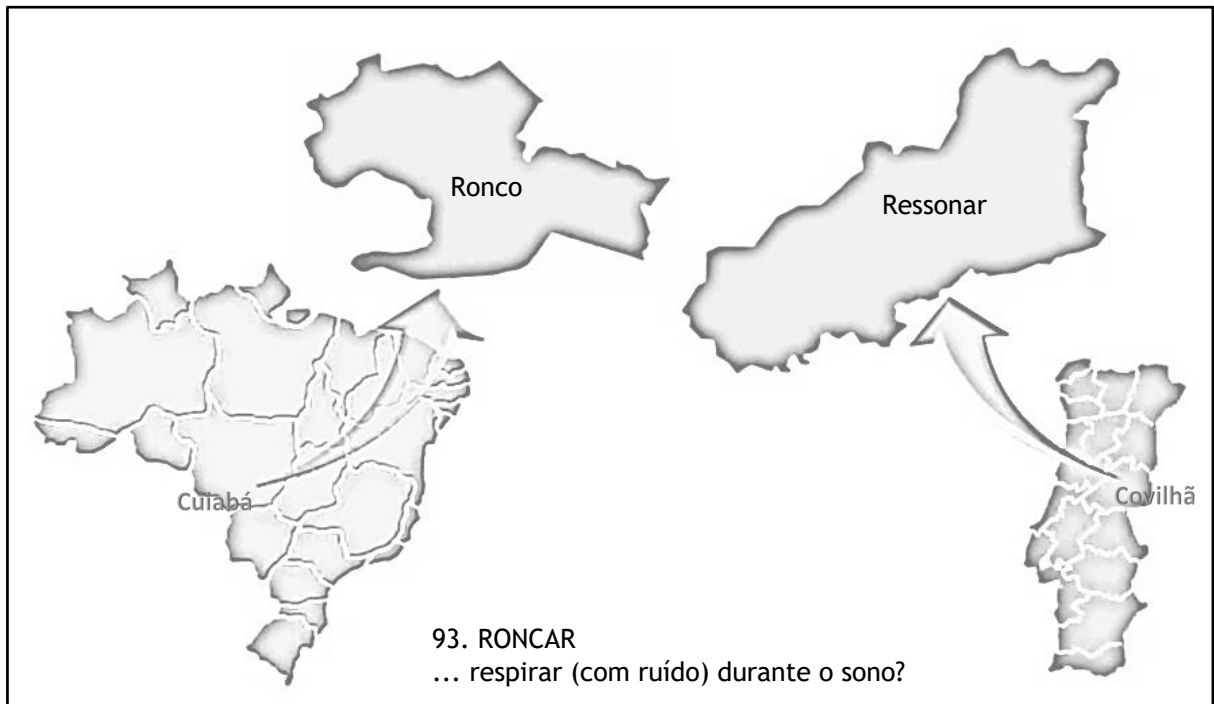 Ronco
Ressonar
Cuiabá
Covilhã
93. RONCAR
... respirar (com ruído) durante o sono?